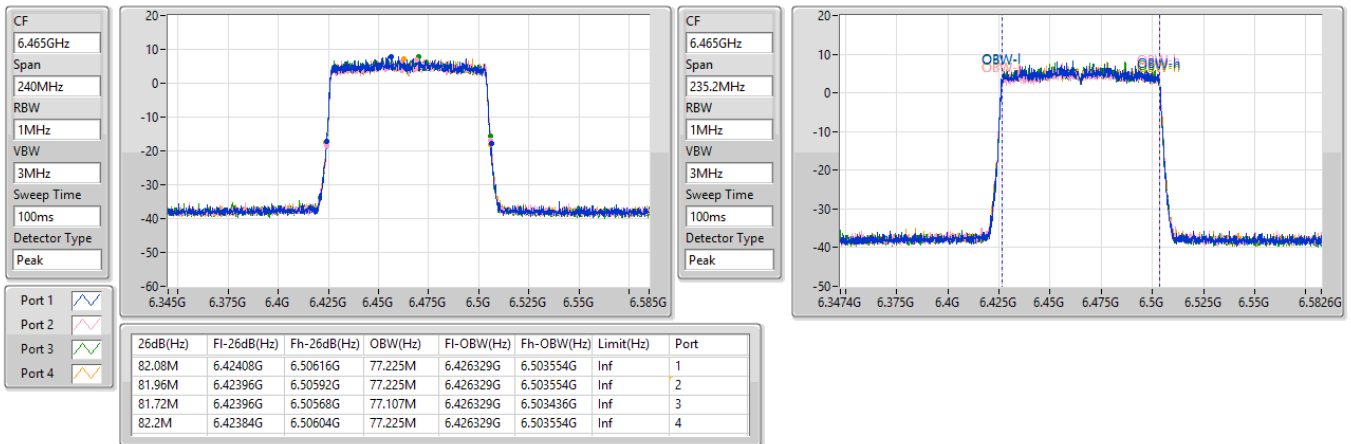 CF
6.465GHz
Span
240MHz
RBW
1MHz
VBW
3MHz
Sweep Time
100ms
Detector Type
Peak
20
10
0
-10
-20
-30
-40
-50
-60
6.345G 6.375G 6.4G 6.425G 6.45G 6.475G 6.5G 6.525G 6.55G 6.585G
CF
6.465GHz
Span
235.2MHz
RBW
1MHz
VBW
3MHz
Sweep Time
100ms
Detector Type
Peak
20
10
0
-10
-20
-30
-40
-50
OBW-l OBW-h
6.3474G 6.375G 6.4G 6.425G 6.45G 6.475G 6.5G 6.525G 6.55G 6.5826G
Port 1
Port 2
Port 3
Port 4
26dB(Hz) Fl-26dB(Hz) Fh-26dB(Hz) OBW(Hz) Fl-OBW(Hz) Fh-OBW(Hz) Limit(Hz) Port
82.08M 6.42408G 6.50616G 77.225M 6.426329G 6.503554G Inf 1
81.96M 6.42396G 6.50592G 77.225M 6.426329G 6.503554G Inf 2
81.72M 6.42396G 6.50568G 77.107M 6.426329G 6.503436G Inf 3
82.2M 6.42384G 6.50604G 77.225M 6.426329G 6.503554G Inf 4